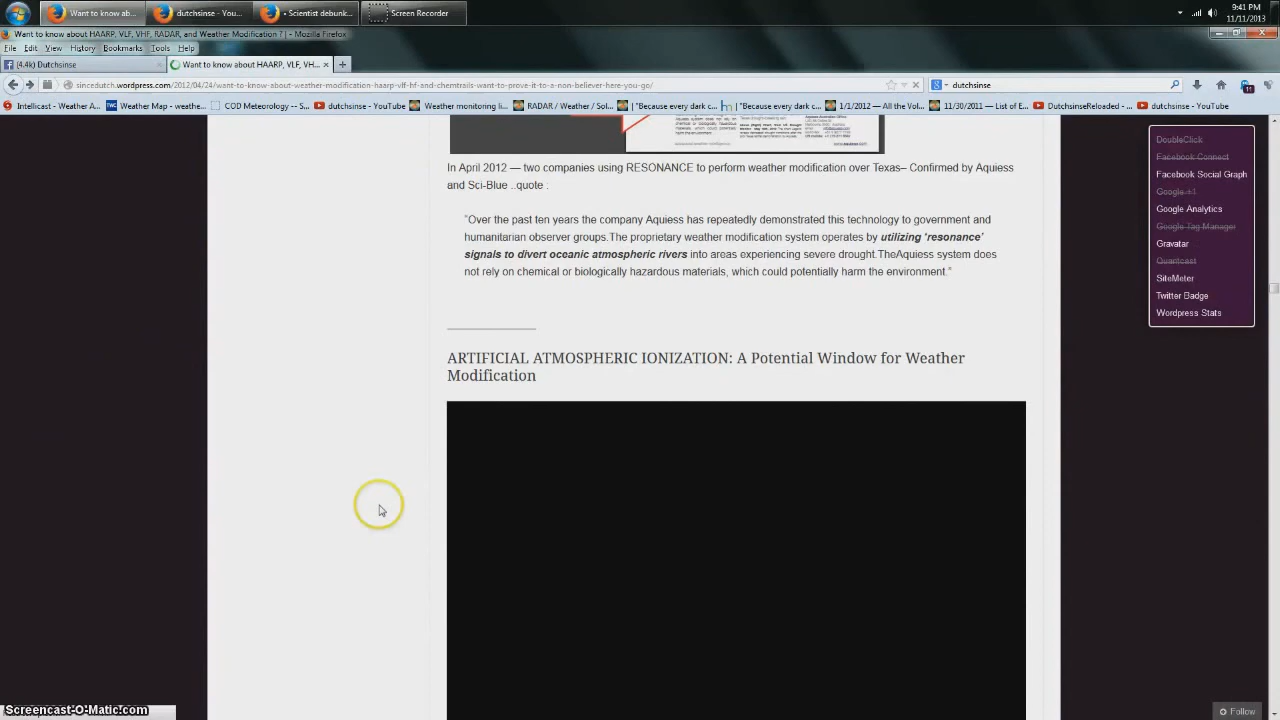 Want to know ab...
dutchsinse - You...
• Scientist debunk...
Screen Recorder
9:41 PM
11/11/2013
Want to know about HAARP, VLF, VHF, RADAR, and Weather Modification ? | - Mozilla Firefox
File Edit View History Bookmarks Tools Help
(4.4k) Dutchsinse
Want to know about HAARP, VLF, VH...
sincedutch.wordpress.com/2012/04/24/want-to-know-about-weather-modification-haarp-vlf-hf-and-chemtrails-want-to-prove-it-to-a-non-believer-here-you-go/
dutchsinse
Intellicast - Weather A...
Weather Map - weathe...
COD Meteorology -- S...
dutchsinse - YouTube
Weather monitoring li...
RADAR / Weather / Sol...
| "Because every dark c...
| "Because every dark c...
1/1/2012 — All the Vol...
11/30/2011 — List of E...
DutchsinseReloaded - ...
dutchsinse - YouTube
In April 2012 — two companies using RESONANCE to perform weather modification over Texas– Confirmed by Aquiess
and Sci-Blue ..quote :
"Over the past ten years the company Aquiess has repeatedly demonstrated this technology to government and
humanitarian observer groups.The proprietary weather modification system operates by utilizing ‘resonance’
signals to divert oceanic atmospheric rivers into areas experiencing severe drought.TheAquiess system does
not rely on chemical or biologically hazardous materials, which could potentially harm the environment."
ARTIFICIAL ATMOSPHERIC IONIZATION: A Potential Window for Weather
Modification
DoubleClick
Facebook Connect
Facebook Social Graph
Google +1
Google Analytics
Google Tag Manager
Gravatar
Quantcast
SiteMeter
Twitter Badge
Wordpress Stats
Follow
Screencast-O-Matic.com